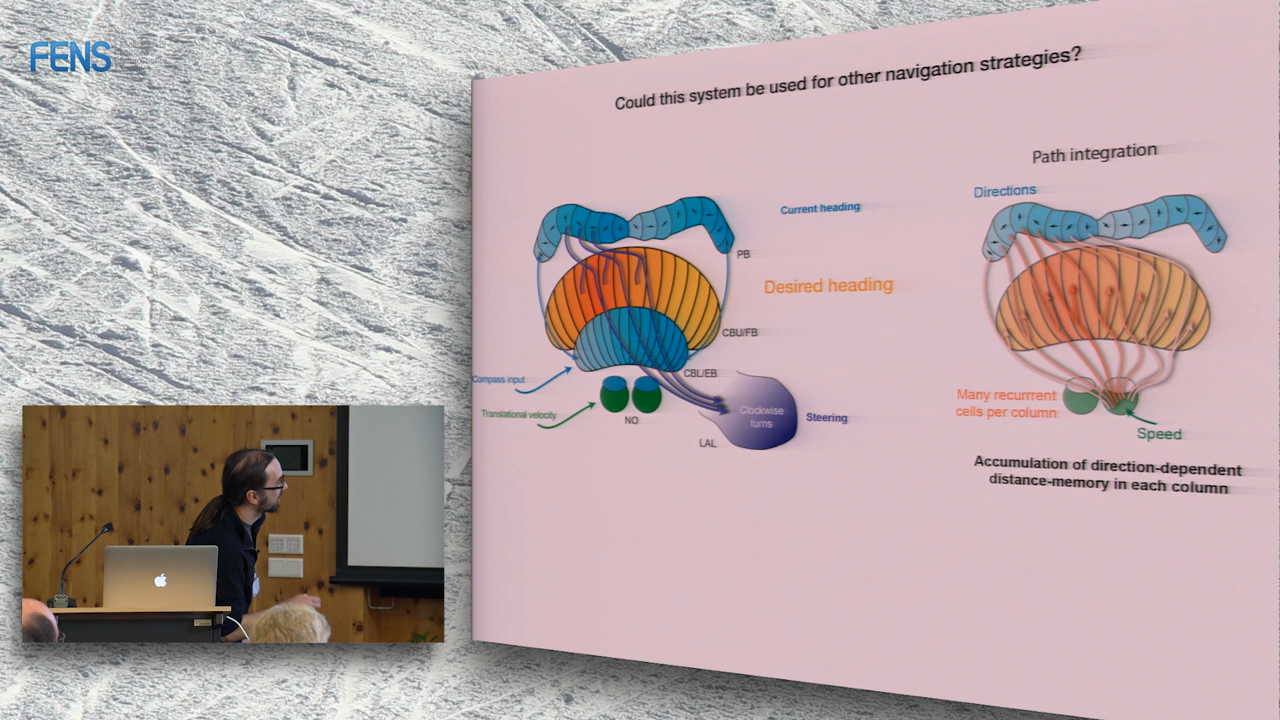 FENS
Could this system be used for other navigation strategies?
Path integration
Directions
Current heading
PB
Desired heading
CBU/FB
CBL/EB
Compass input
Translational velocity
NO
Clockwise
turns
Steering
LAL
Many recurrrent
cells per column
Speed
Accumulation of direction-dependent
distance-memory in each column